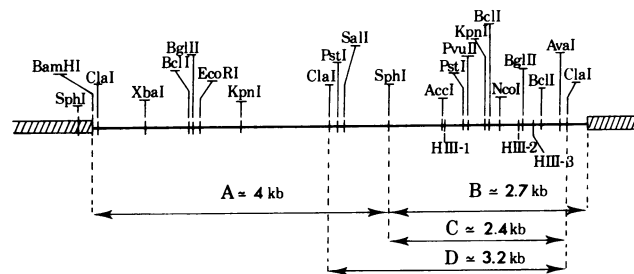 BamHI
SphI
ClaI
XbaI
BclI
BglII
EcoRI
KpnI
ClaI
PstI
SalI
SphI
AccI
PstI
PvuII
KpnI
BclI
NcoI
BglII
BclI
AvaI
ClaI
HIII-1
HIII-2
HIII-3
A ≃ 4 kb
B ≃ 2.7 kb
C ≃ 2.4 kb
D ≃ 3.2 kb